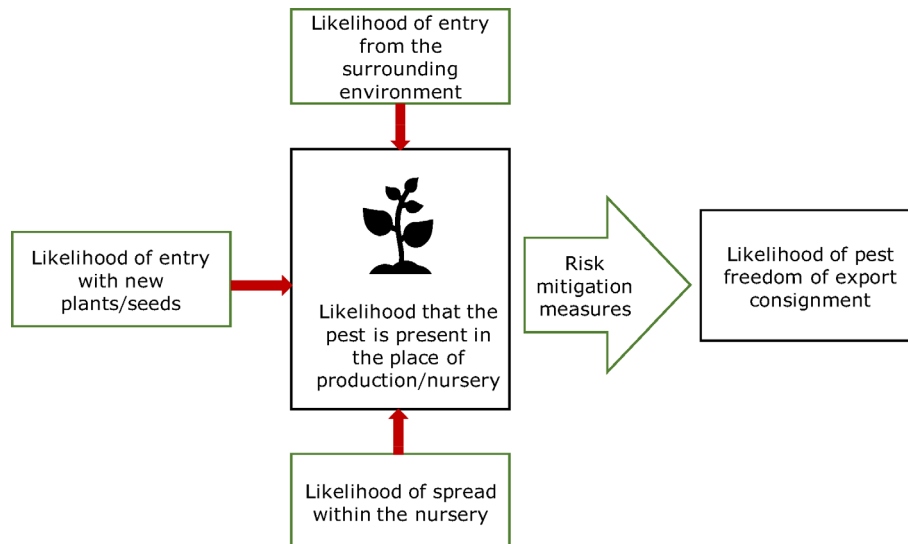 Likelihood of entry
from the
surrounding
environment
Likelihood of entry
with new
plants/seeds
Likelihood that the
pest is present in
the place of
production/nursery
Risk
mitigation
measures
Likelihood of pest
freedom of export
consignment
Likelihood of spread
within the nursery